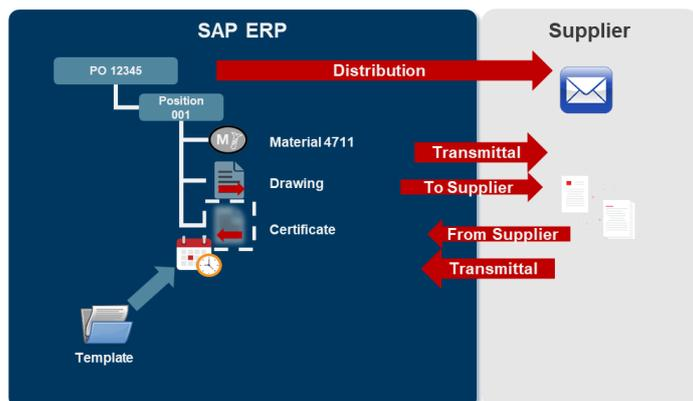 SAP ERP
Supplier
PO 12345
Distribution
Position
001
M
Material 4711
Transmittal
Drawing
To Supplier
Certificate
From Supplier
Transmittal
Template